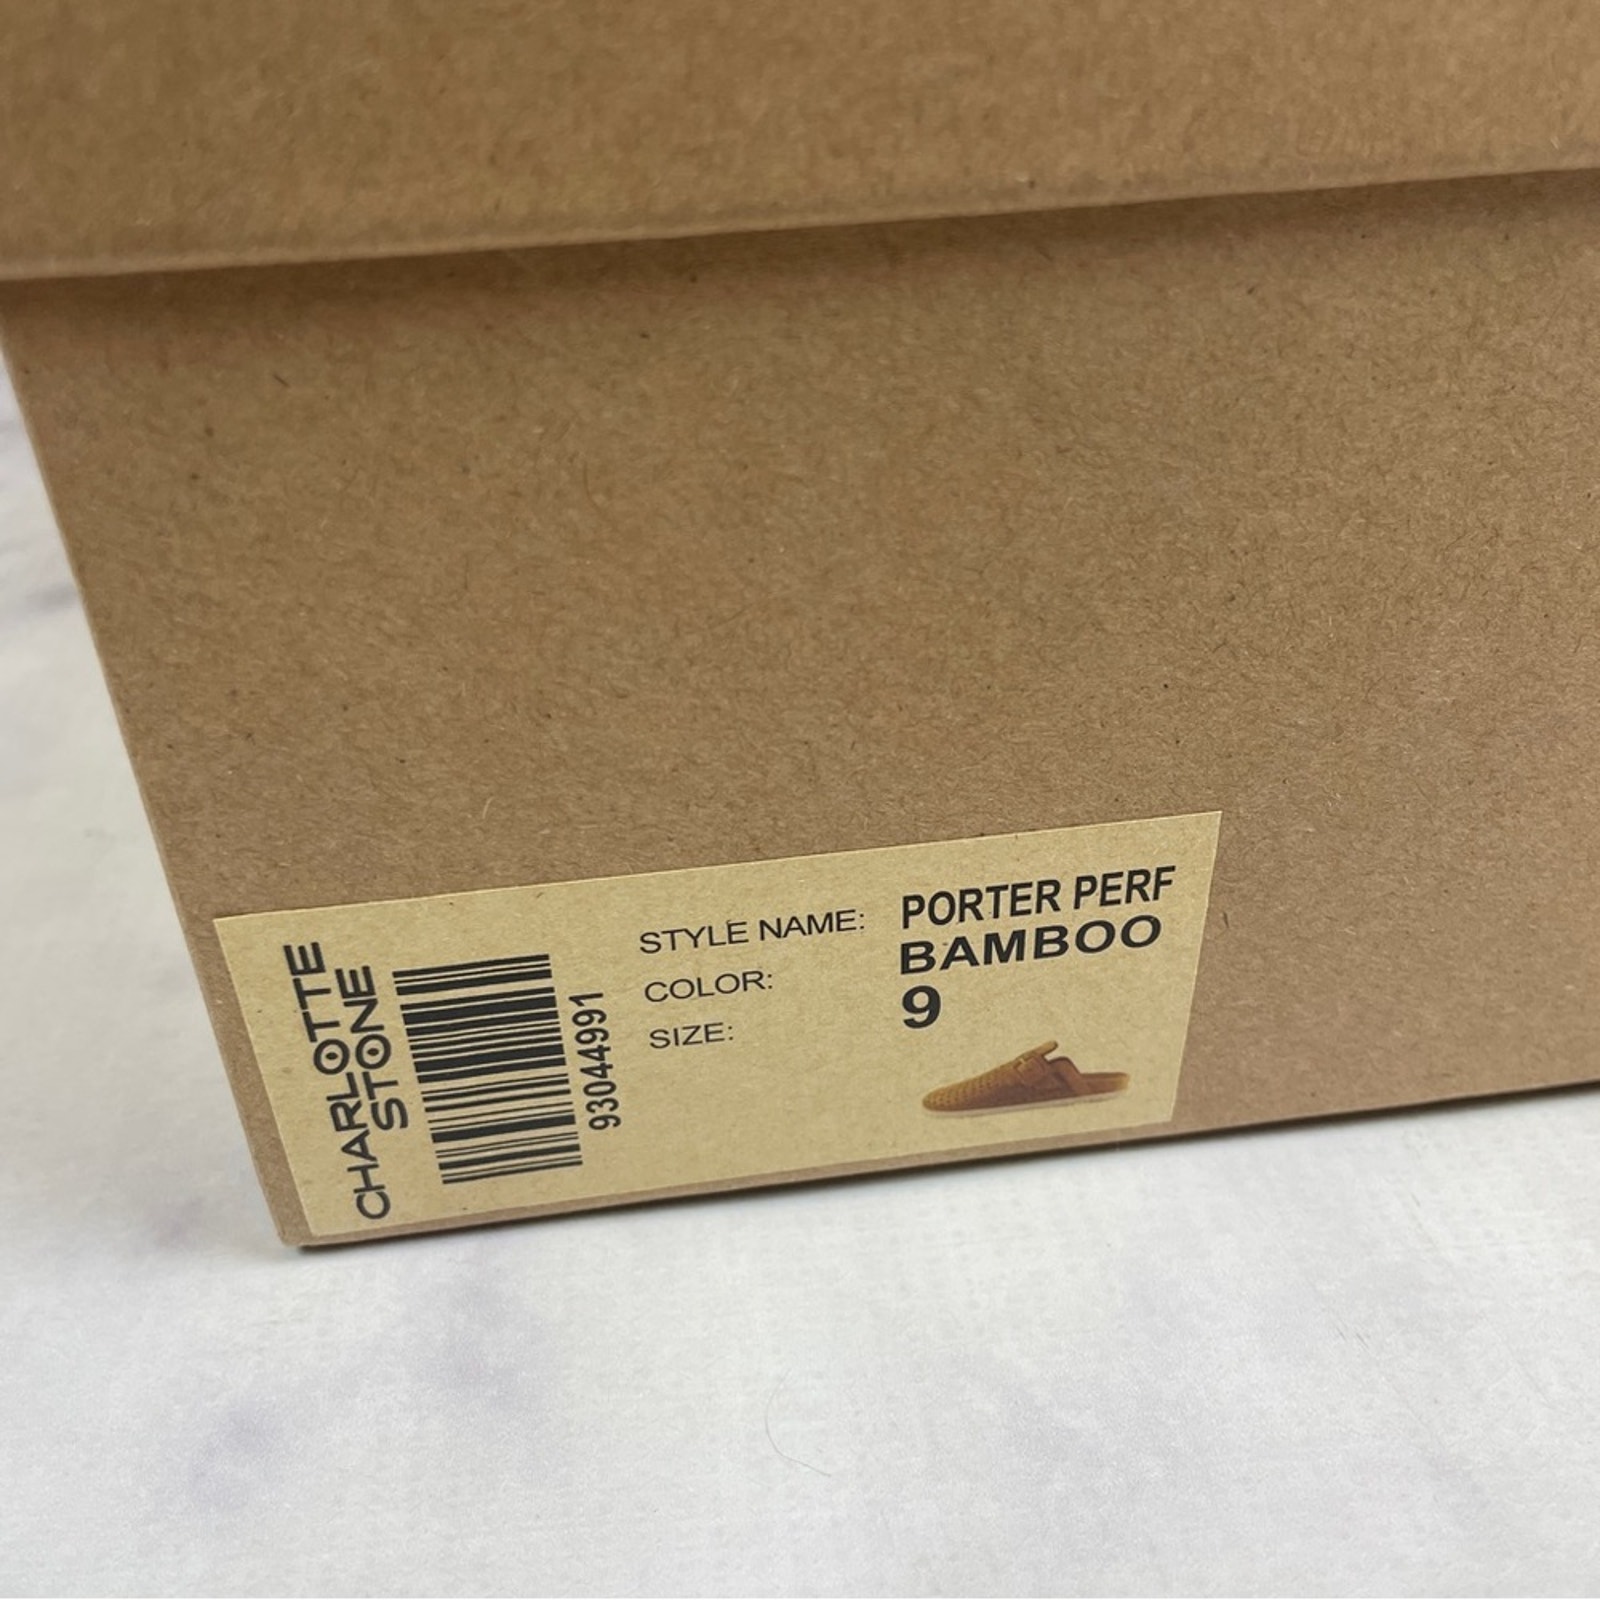 CHARLOTTE
STONE
93044991
STYLE NAME: PORTER PERF
COLOR: BAMBOO
SIZE: 9